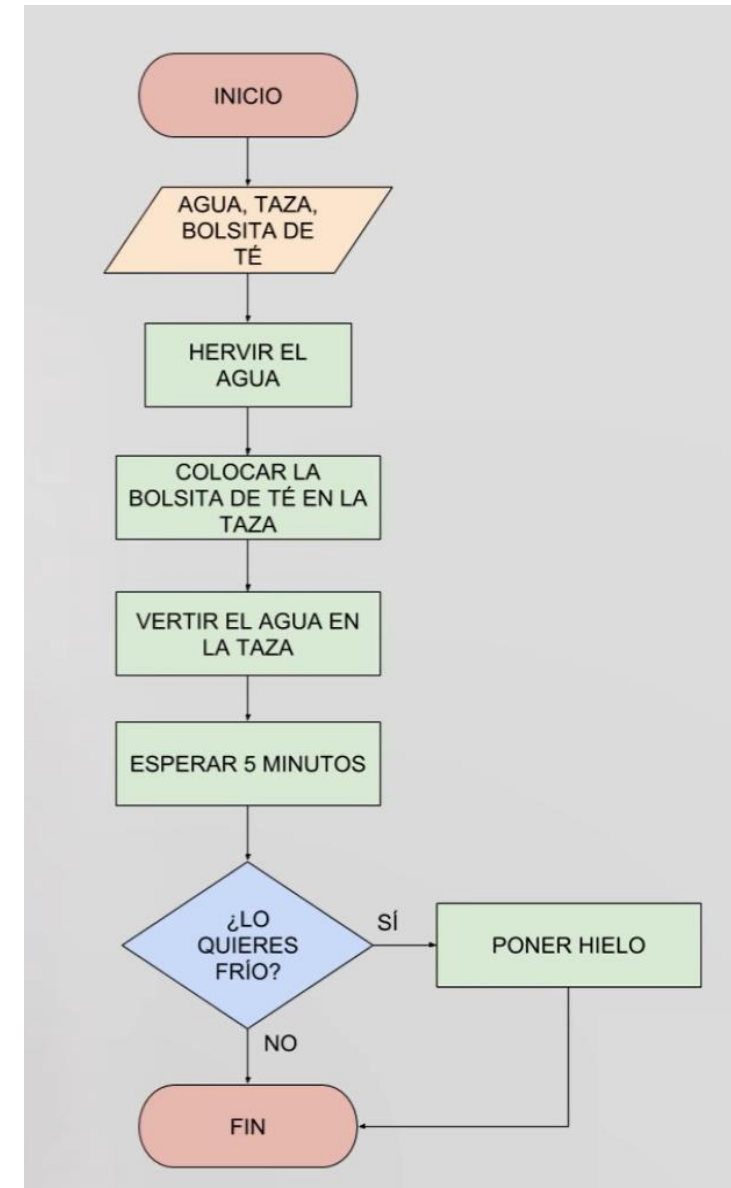 INICIO
AGUA, TAZA,
BOLSITA DE
TÉ
HERVIR EL
AGUA
COLOCAR LA
BOLSITA DE TÉ EN LA
TAZA
VERTIR EL AGUA EN
LA TAZA
ESPERAR 5 MINUTOS
¿LO
QUIERES
FRÍO?
SÍ
PONER HIELO
NO
FIN